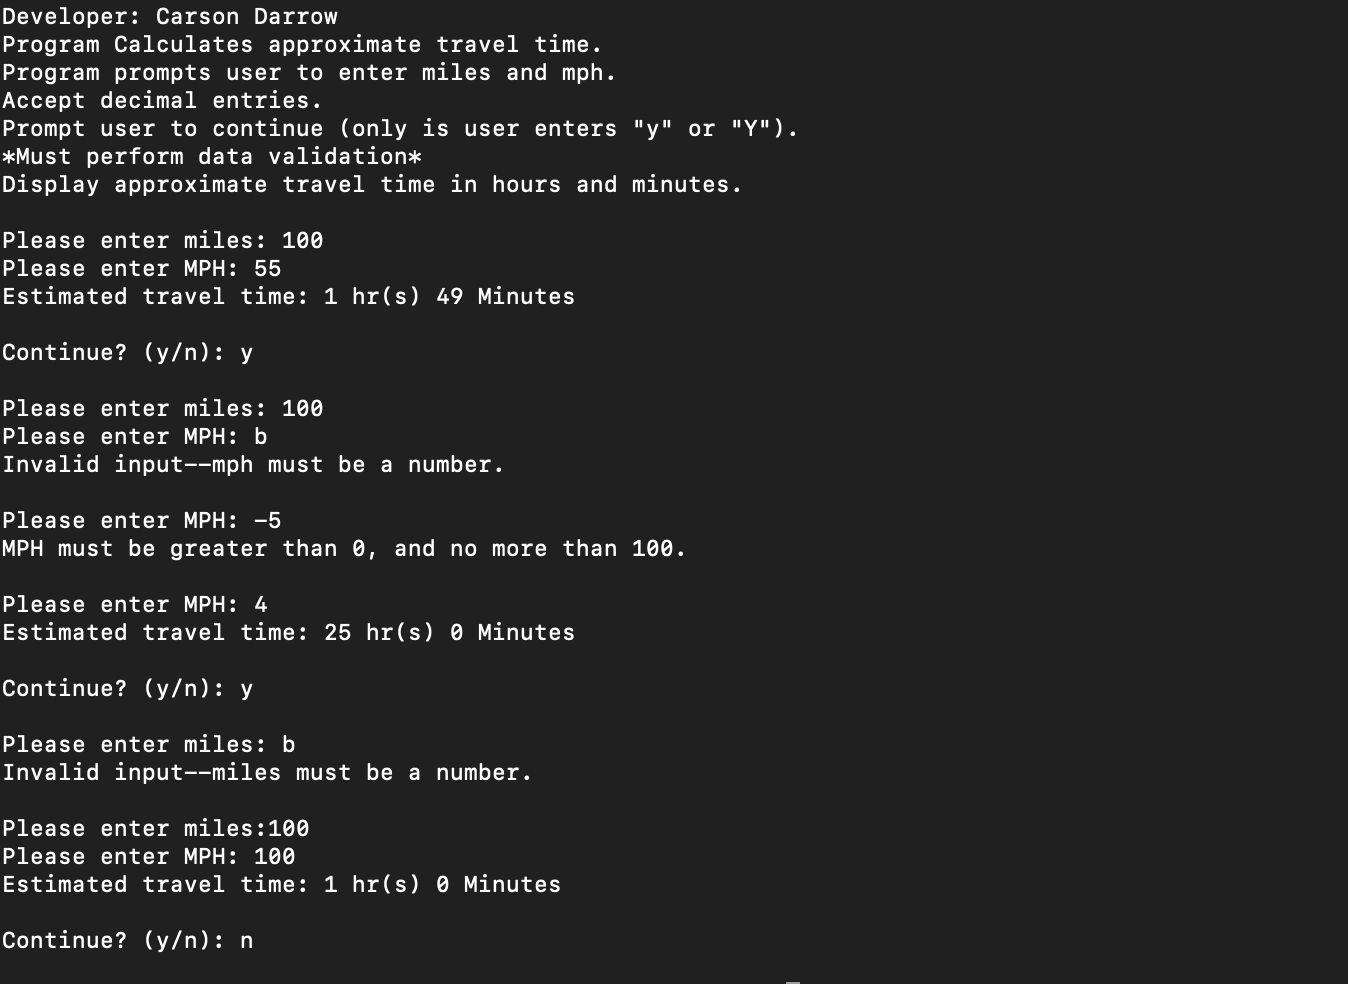 Developer: Carson Darrow
Program Calculates approximate travel time.
Program prompts user to enter miles and mph.
Accept decimal entries.
Prompt user to continue (only is user enters "y" or "Y").
*Must perform data validation*
Display approximate travel time in hours and minutes.
Please enter miles: 100
Please enter MPH: 55
Estimated travel time: 1 hr(s) 49 Minutes
Continue? (y/n): y
Please enter miles: 100
Please enter MPH: b
Invalid input--mph must be a number.
Please enter MPH: -5
MPH must be greater than 0, and no more than 100.
Please enter MPH: 4
Estimated travel time: 25 hr(s) 0 Minutes
Continue? (y/n): y
Please enter miles: b
Invalid input--miles must be a number.
Please enter miles:100
Please enter MPH: 100
Estimated travel time: 1 hr(s) 0 Minutes
Continue? (y/n): n